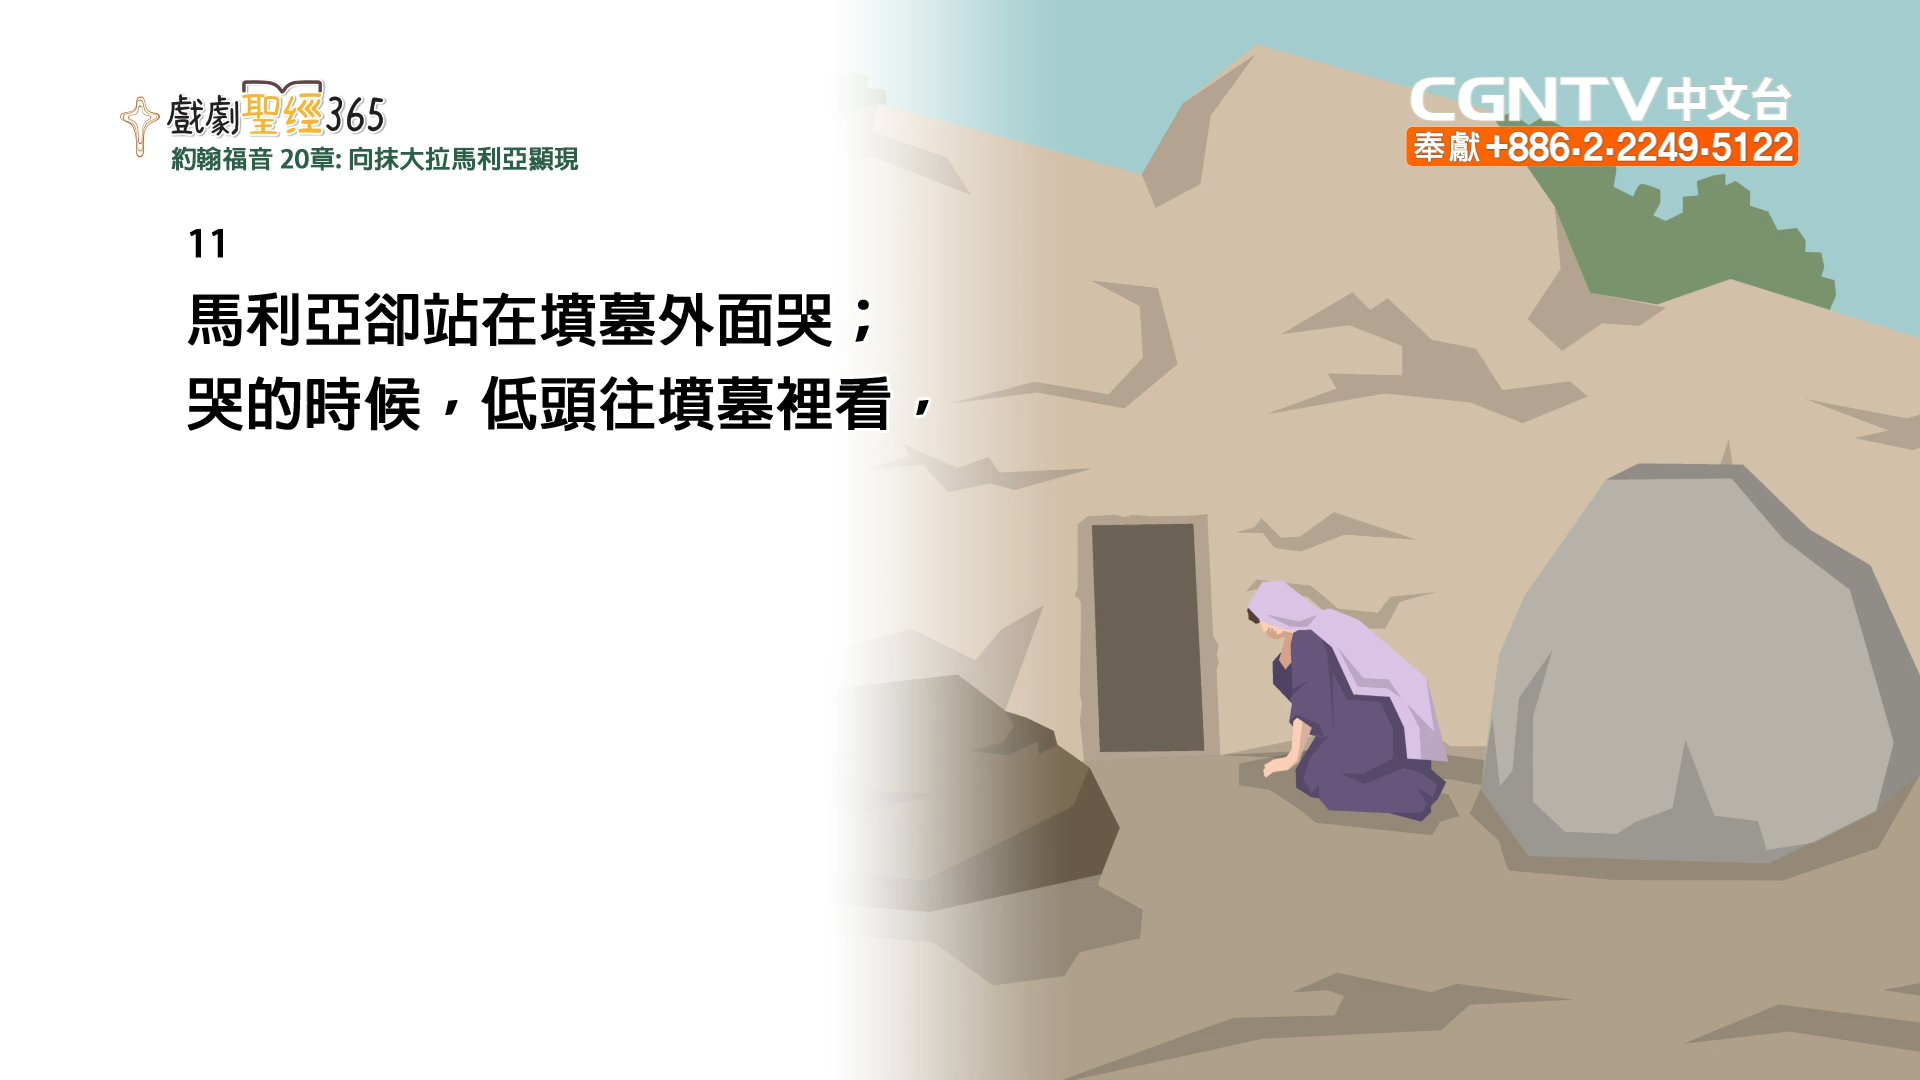 戲劇聖經365
約翰福音 20章: 向抹大拉馬利亞顯現
CGNTV中文台
奉獻 +886·2·2249·5122
11
馬利亞卻站在墳墓外面哭；
哭的時候，低頭往墳墓裡看，